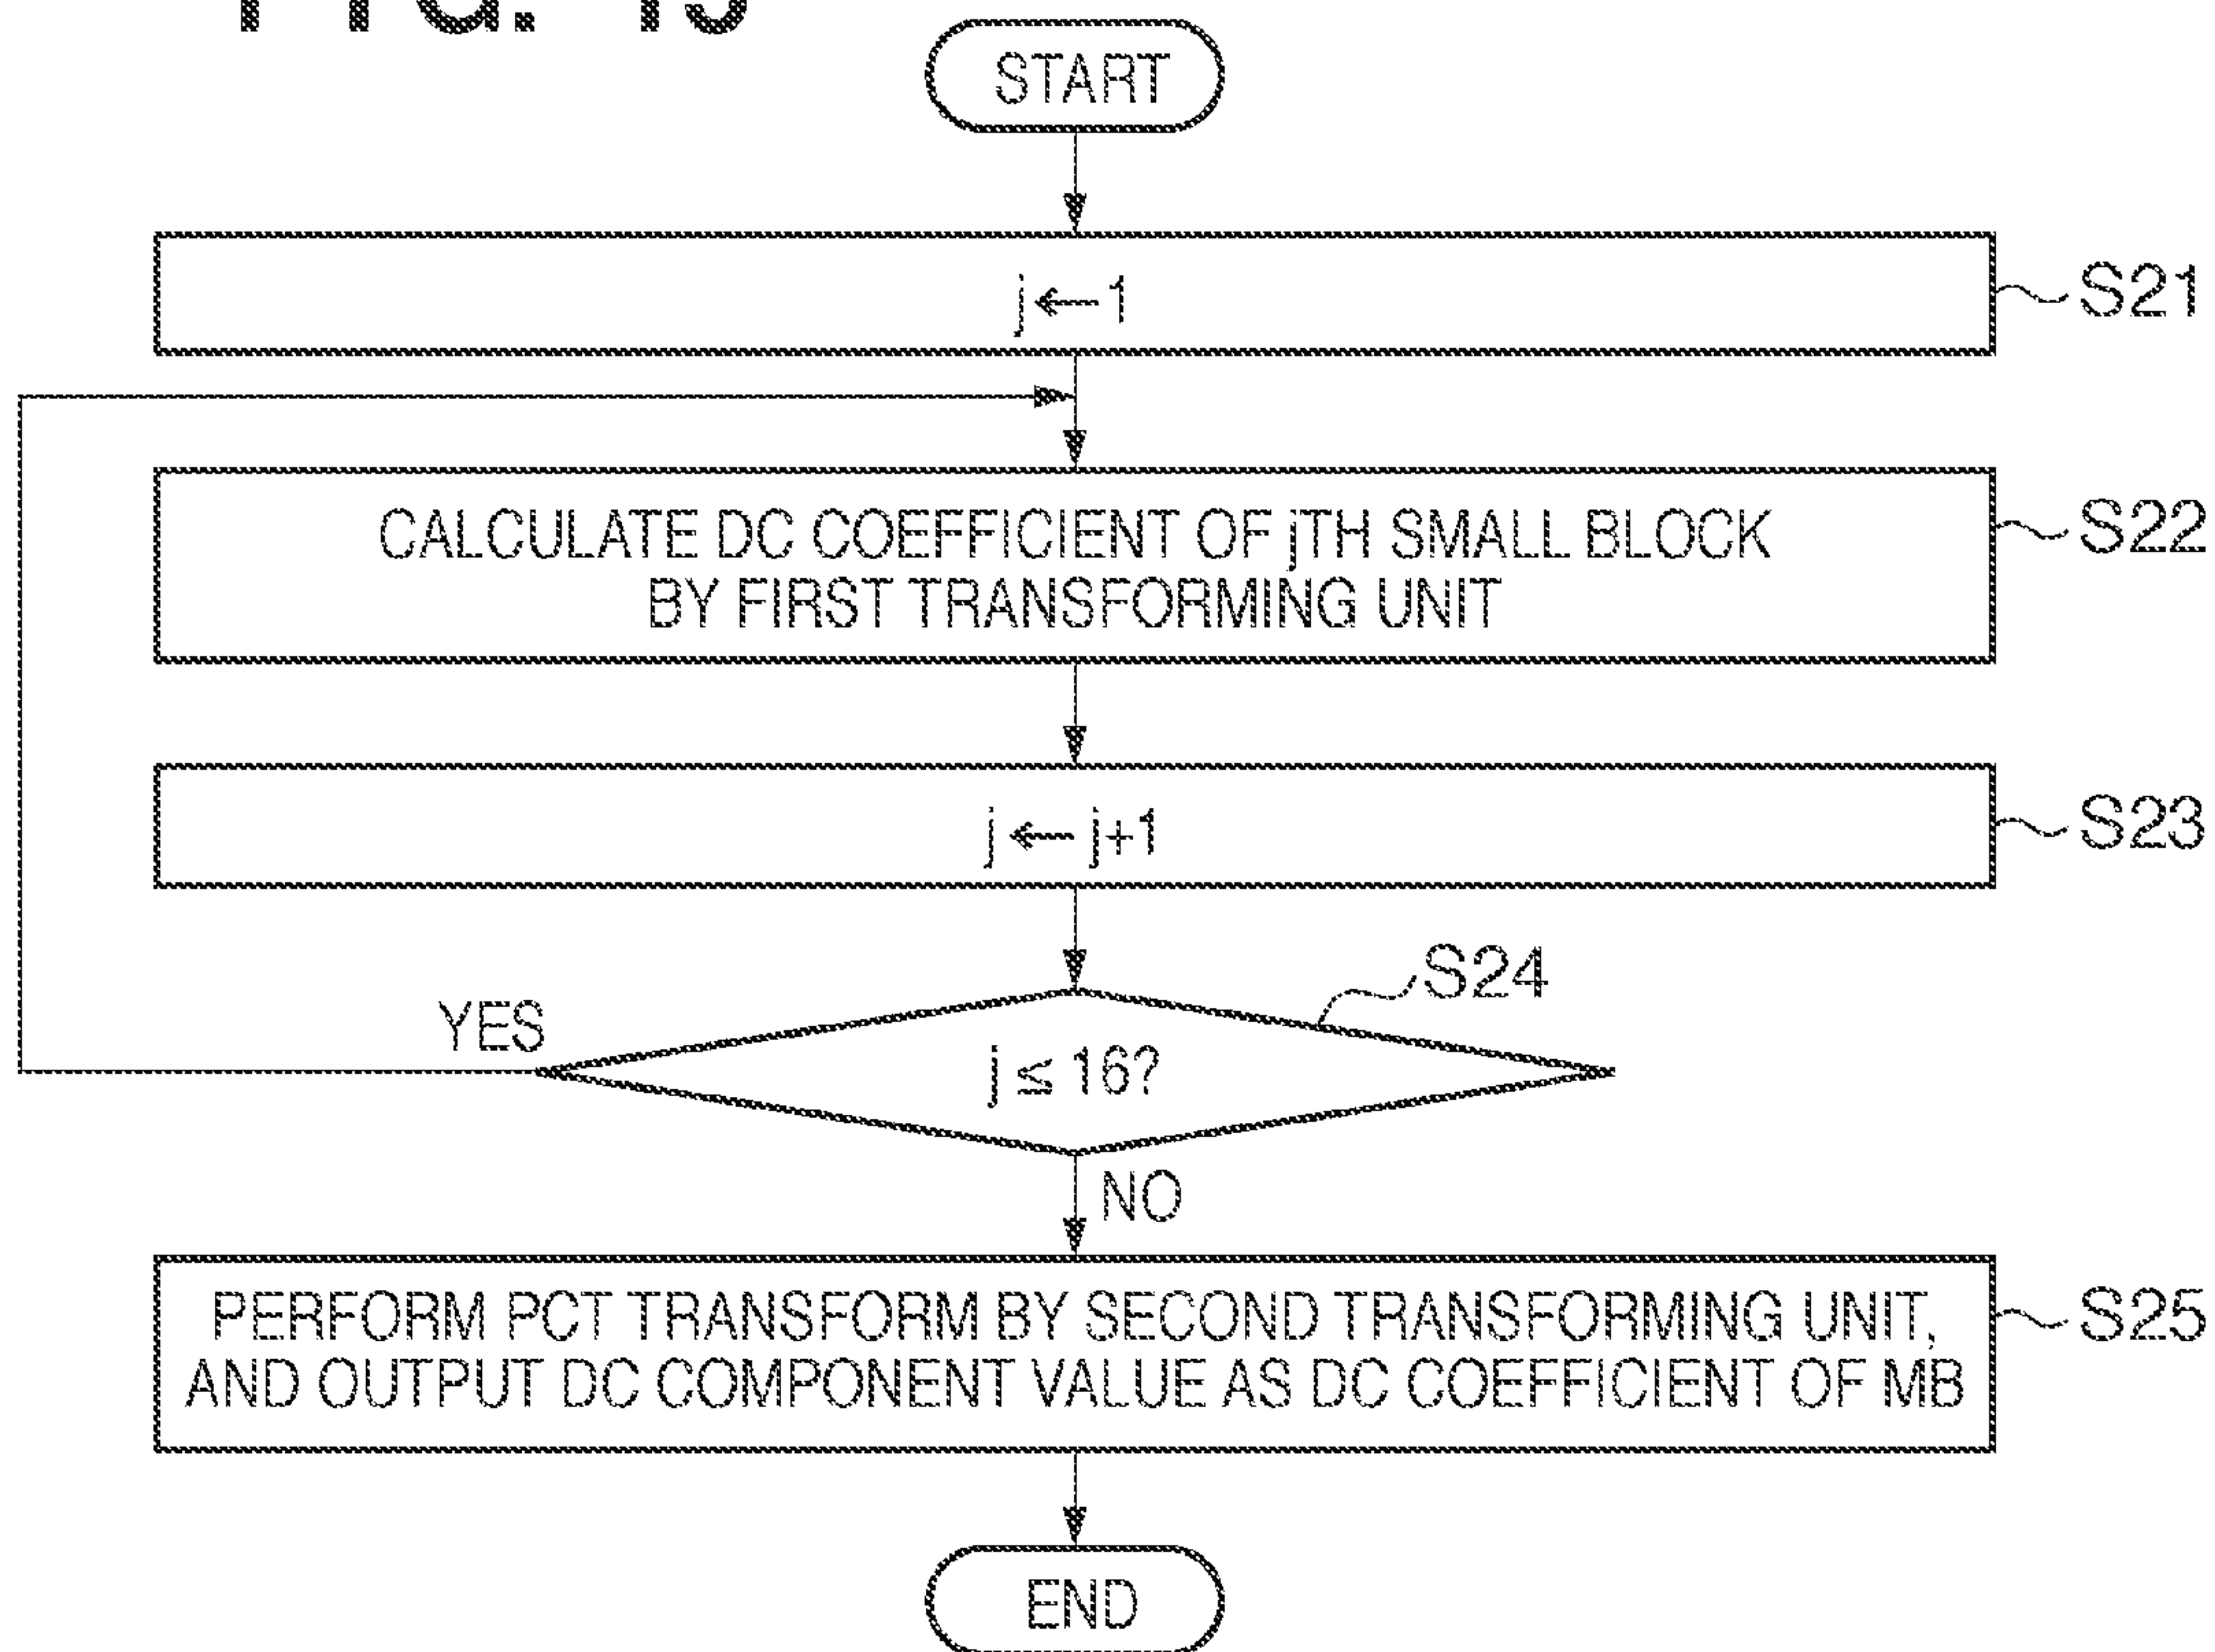 FIG.
START
j←1
S21
CALCULATE DC COEFFICIENT OF jTH SMALL BLOCK
BY FIRST TRANSFORMING UNIT
S22
j ← j+1
S23
S24
YES
j ≦ 16?
NO
PERFORM PCT TRANSFORM BY SECOND TRANSFORMING UNIT,
AND OUTPUT DC COMPONENT VALUE AS DC COEFFICIENT OF MB
S25
END